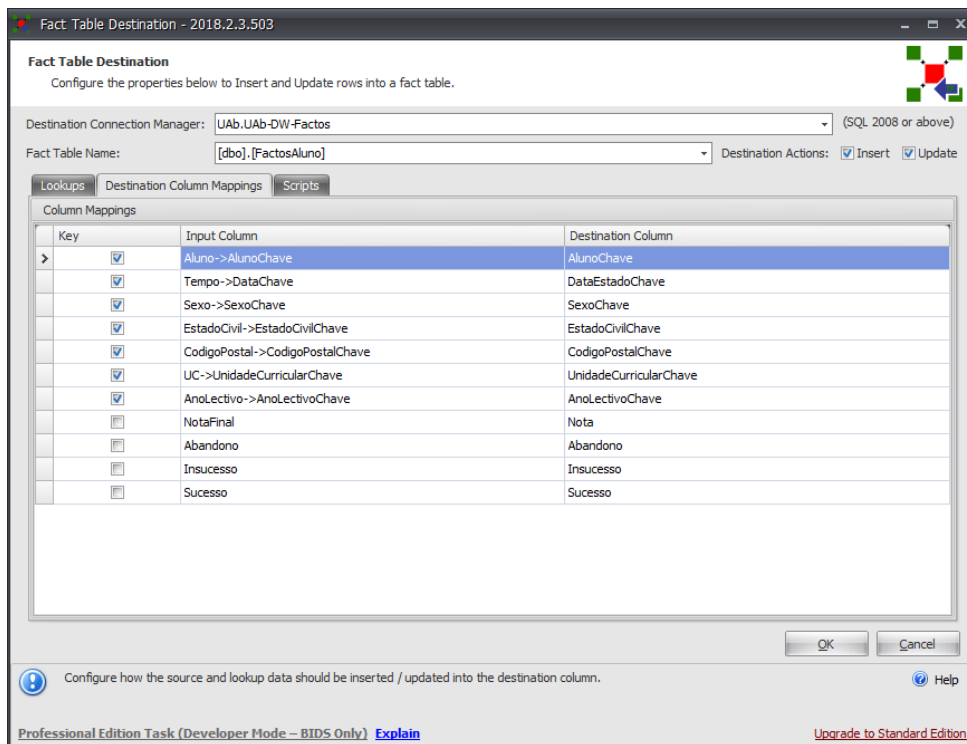 Fact Table Destination - 2018.2.3.503
Fact Table Destination
Configure the properties below to Insert and Update rows into a fact table.
Destination Connection Manager: UAb.UAb-DW-Factos (SQL 2008 or above)
Fact Table Name: [dbo].[FactosAluno] Destination Actions: Insert Update
Lookups Destination Column Mappings Scripts
Column Mappings
Key Input Column Destination Column
Aluno->AlunoChave AlunoChave
Tempo->DataChave DataEstadoChave
Sexo->SexoChave SexoChave
EstadoCivil->EstadoCivilChave EstadoCivilChave
CodigoPostal->CodigoPostalChave CodigoPostalChave
UC->UnidadeCurricularChave UnidadeCurricularChave
AnoLectivo->AnoLectivoChave AnoLectivoChave
NotaFinal Nota
Abandono Abandono
Insucesso Insucesso
Sucesso Sucesso
OK Cancel
Configure how the source and lookup data should be inserted / updated into the destination column. Help
Professional Edition Task (Developer Mode – BIDS Only) Explain Upgrade to Standard Edition